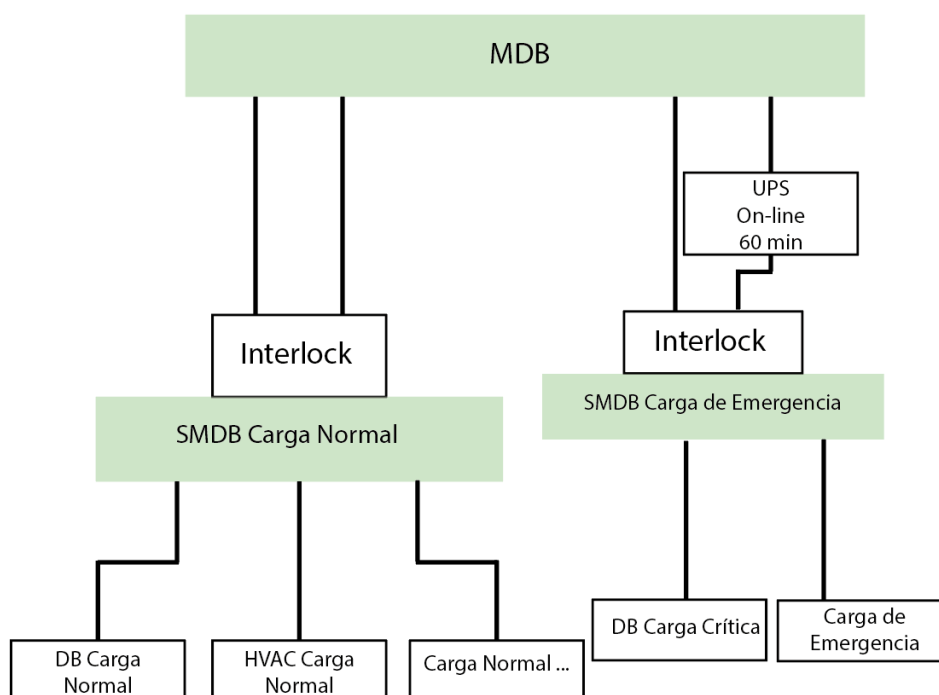 MDB
UPS
On-line
60 min
Interlock
Interlock
SMDB Carga de Emergencia
SMDB Carga Normal
DB Carga Crítica
Carga de
Emergencia
DB Carga
Normal
HVAC Carga
Normal
Carga Normal ...